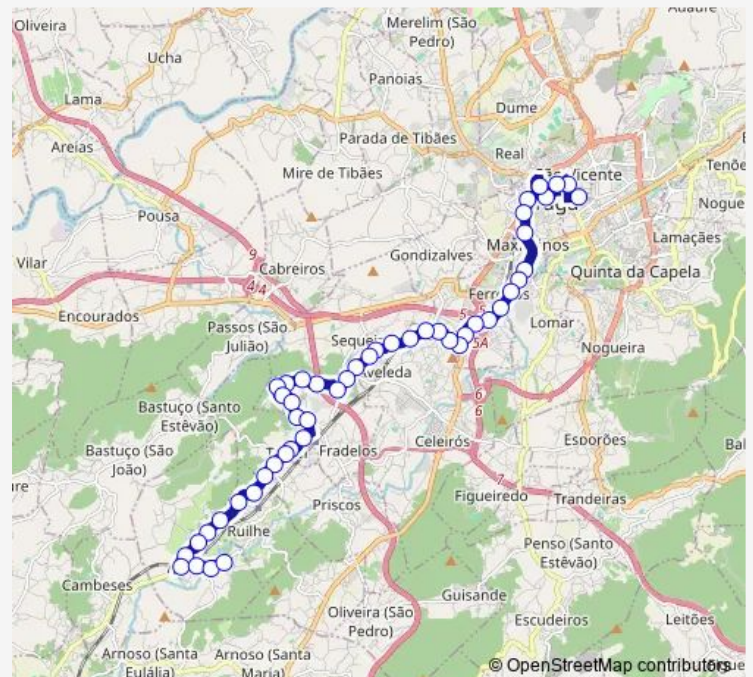 Oliveira
Merelim (São
Pedro)
Adaúfe
Ucha
Panoias
Lama
Dume
Areias
Parada de Tibães
Real
São Vicente
Mire de Tibães
Pousa
Gondizalves
Lamaçães
Vilar
9
Cabreiros
4
4
Quinta da Capela
Encourados
Passos (São
Julião)
Sequeira
5
5A
Lomar
Nogueira
Aveleda
6
6
Bastuço (Santo
Estêvão)
Bastuço (São
João)
Fradelos
Celeirós
Esporões
7
Priscos
Figueiredo
Trandeiras
Ruilhe
Penso (Santo
Estêvão)
Cambeses
Guisande
Oliveira (São
Pedro)
Escudeiros
Leitões
Arnoso (Santa
Eulália)
Arnoso (Santa
Maria)
© OpenStreetMap contributors